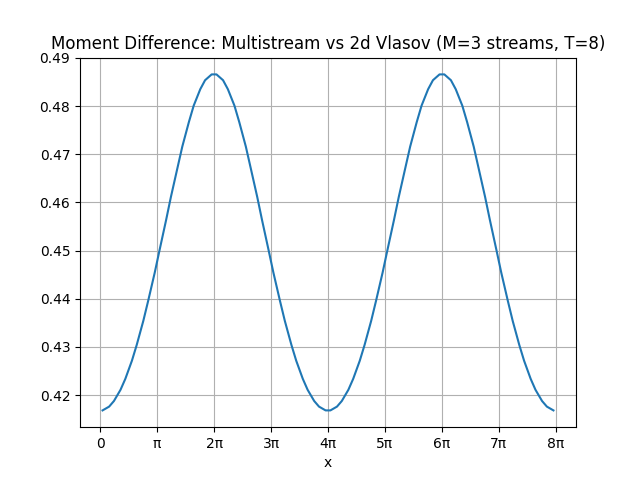 Moment Difference: Multistream vs 2d Vlasov (M=3 streams, T=8)
0.49
0.48
0.47
0.46
0.45
0.44
0.43
0.42
0 π 2π 3π 4π 5π 6π 7π 8π
x